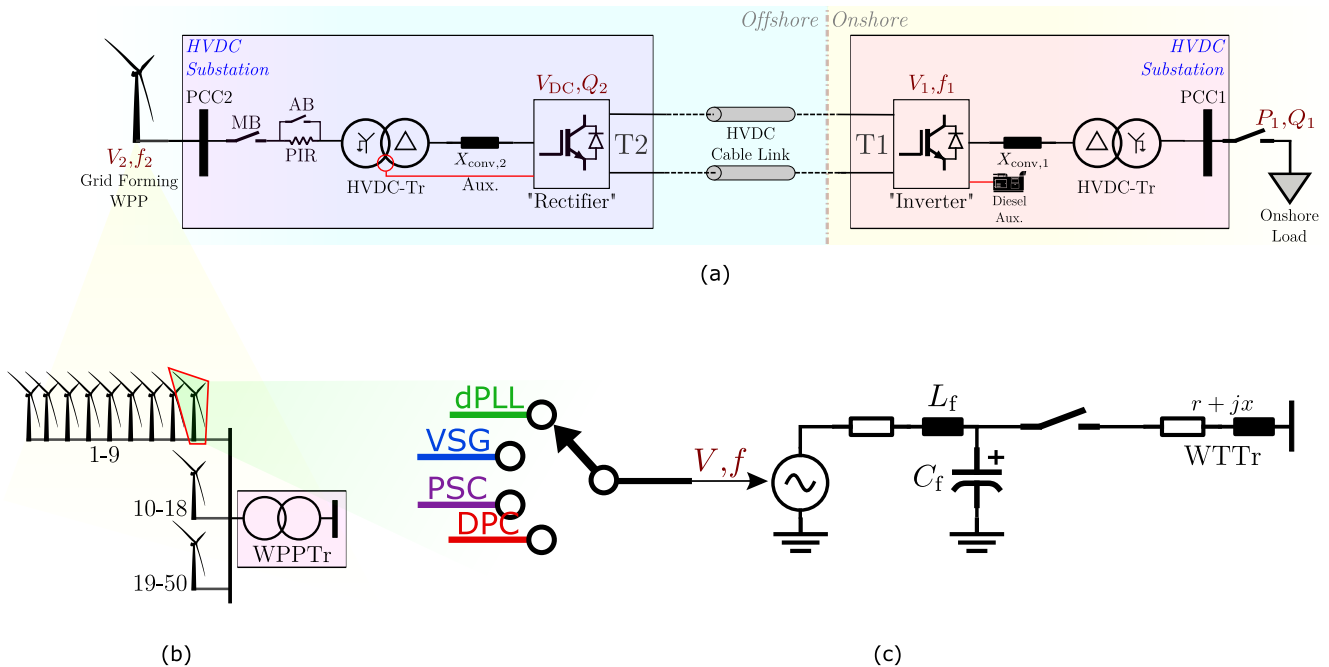 Offshore Onshore
HVDC
Substation
HVDC
Substation
PCC2
MB
AB
PIR
HVDC-Tr
X_conv,2
Aux.
V_DC,Q_2
T2
"Rectifier"
HVDC
Cable Link
V_1,f_1
T1
"Inverter"
X_conv,1
Diesel
Aux.
HVDC-Tr
PCC1
P_1,Q_1
Onshore
Load
V_2,f_2
Grid Forming
WPP
(a)
1-9
10-18
19-50
WPPTr
(b)
dPLL
VSG
PSC
DPC
V,f
L_f
C_f
+
r + jx
WTTr
(c)